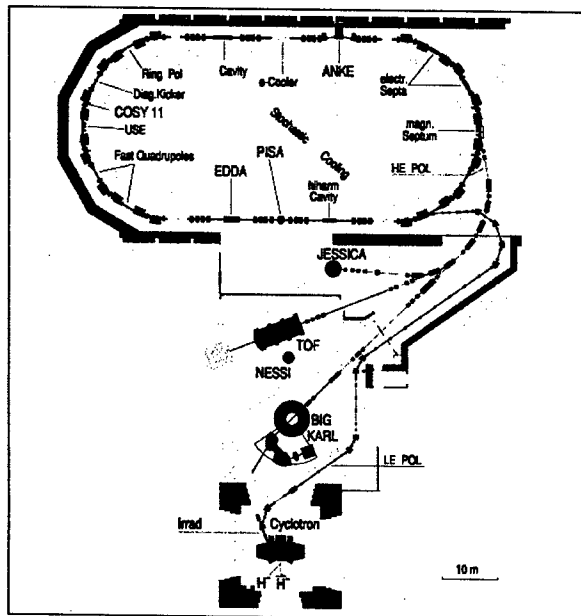 Ring Pol
Diag.Kicker
COSY 11
USE
Fast Quadrupoles
Cavity
e-Cooler
ANKE
electr.
Septa
magn.
Septum
HE POL
Stochastic Cooling
PISA
EDDA
Cavity
JESSICA
TOF
NESSI
BIG
KARL
LE POL
Irrad
Cyclotron
H⁻ H⁻
10 m